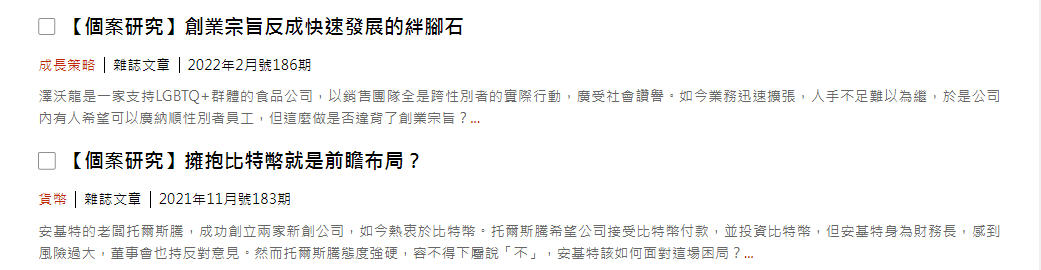 【個案研究】創業宗旨反成快速發展的絆腳石
成長策略 | 雜誌文章 | 2022年2月號186期
澤沃龍是一家支持LGBTQ+群體的食品公司，以銷售團隊全是跨性別者的實際行動，廣受社會讚譽。如今業務迅速擴張，人手不足難以為繼，於是公司
內有人希望可以廣納順性別者員工，但這麼做是否違背了創業宗旨？...
【個案研究】擁抱比特幣就是前瞻布局？
貨幣 | 雜誌文章 | 2021年11月號183期
安基特的老闆托爾斯騰，成功創立兩家新創公司，如今熱衷於比特幣。托爾斯騰希望公司接受比特幣付款，並投資比特幣，但安基特身為財務長，感到
風險過大，董事會也持反對意見。然而托爾斯騰態度強硬，容不得下屬說「不」，安基特該如何面對這場困局？...